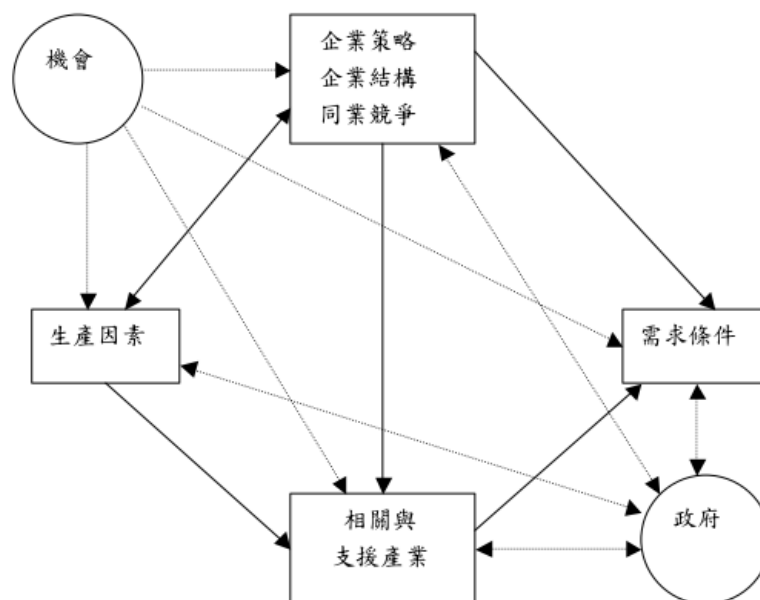 機會
企業策略
企業結構
同業競爭
生產因素
需求條件
相關與
支援產業
政府